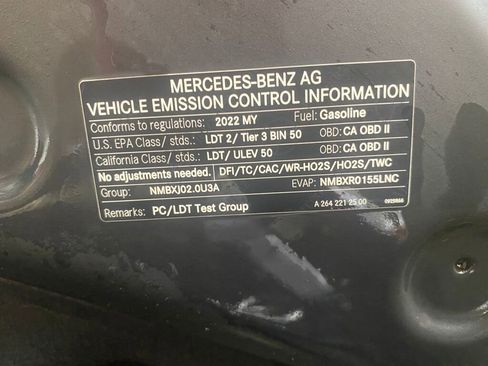 MERCEDES-BENZ AG
VEHICLE EMISSION CONTROL INFORMATION
Conforms to regulations: 2022 MY Fuel: Gasoline
U.S. EPA Class/ stds.: LDT 2/ Tier 3 BIN 50 OBD: CA OBD II
California Class/ stds.: LDT/ ULEV 50 OBD: CA OBD II
No adjustments needed. DFI/TC/CAC/WR-HO2S/HO2S/TWC
Group: NMBXJ02.0U3A EVAP: NMBXR0155LNC
Remarks: PC/LDT Test Group A 264 221 25 00